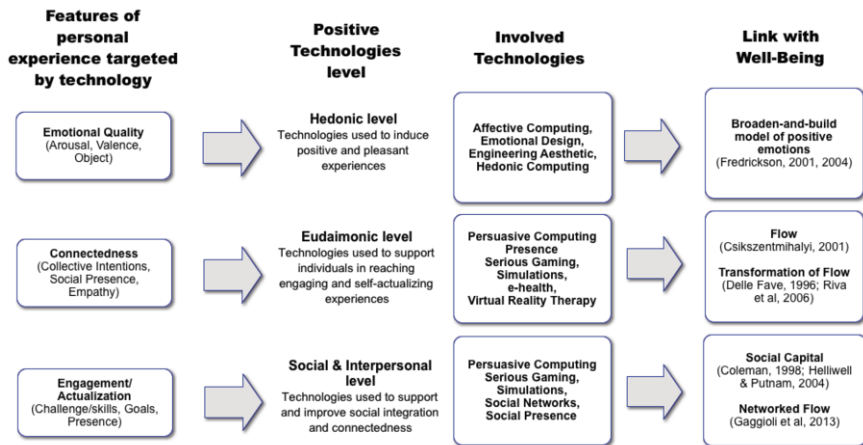 Features of
personal
experience targeted
by technology
Positive
Technologies
level
Involved
Technologies
Link with
Well-Being
Emotional Quality
(Arousal, Valence,
Object)
Hedonic level
Technologies used to induce
positive and pleasant
experiences
Affective Computing,
Emotional Design,
Engineering Aesthetic,
Hedonic Computing
Broaden-and-build
model of positive
emotions
(Fredrickson, 2001, 2004)
Connectedness
(Collective Intentions,
Social Presence,
Empathy)
Eudaimonic level
Technologies used to support
individuals in reaching
engaging and self-actualizing
experiences
Persuasive Computing
Presence
Serious Gaming,
Simulations,
e-health,
Virtual Reality Therapy
Flow
(Csikszentmihalyi, 2001)
Transformation of Flow
(Delle Fave, 1996; Riva
et al, 2006)
Engagement/
Actualization
(Challenge/skills, Goals,
Presence)
Social & Interpersonal
level
Technologies used to support
and improve social integration
and connectedness
Persuasive Computing
Serious Gaming,
Simulations,
Social Networks,
Social Presence
Social Capital
(Coleman, 1998; Helliwell
& Putnam, 2004)
Networked Flow
(Gaggioli et al, 2013)